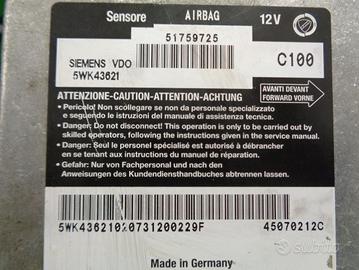 Sensore AIRBAG 12V
51759725
SIEMENS VDO C100
5WK43621
ATTENZIONE-CAUTION-ATTENTION-ACHTUNG
AVANTI DEVANT
FORWARD VORNE
• Pericolo! Non scollegare se non da personale specializzato
e seguendo le istruzioni del manuale di assistenza tecnica.
• Danger: Do not disconnect! This operation is only to be carried out by
skilled operators, following the instructions given in the service manual.
• Danger: Seul le personnel spécialisé est autorisé à débrancher
en se tenant aux instructions du manuel de réparation.
• Gefahr: Nur von Fachpersonal und nach den
Anweisungen des Kundendiensthandbuches abtrennen lassen.
45070212C
Made in Germany
SUBITO